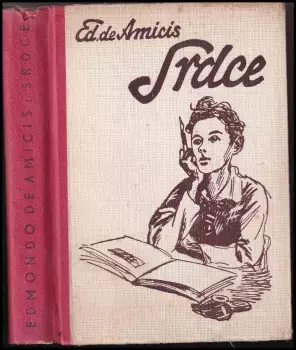 Ed. de Amicis
Srdce
EDMONDO DE AMICIS: SRDCE